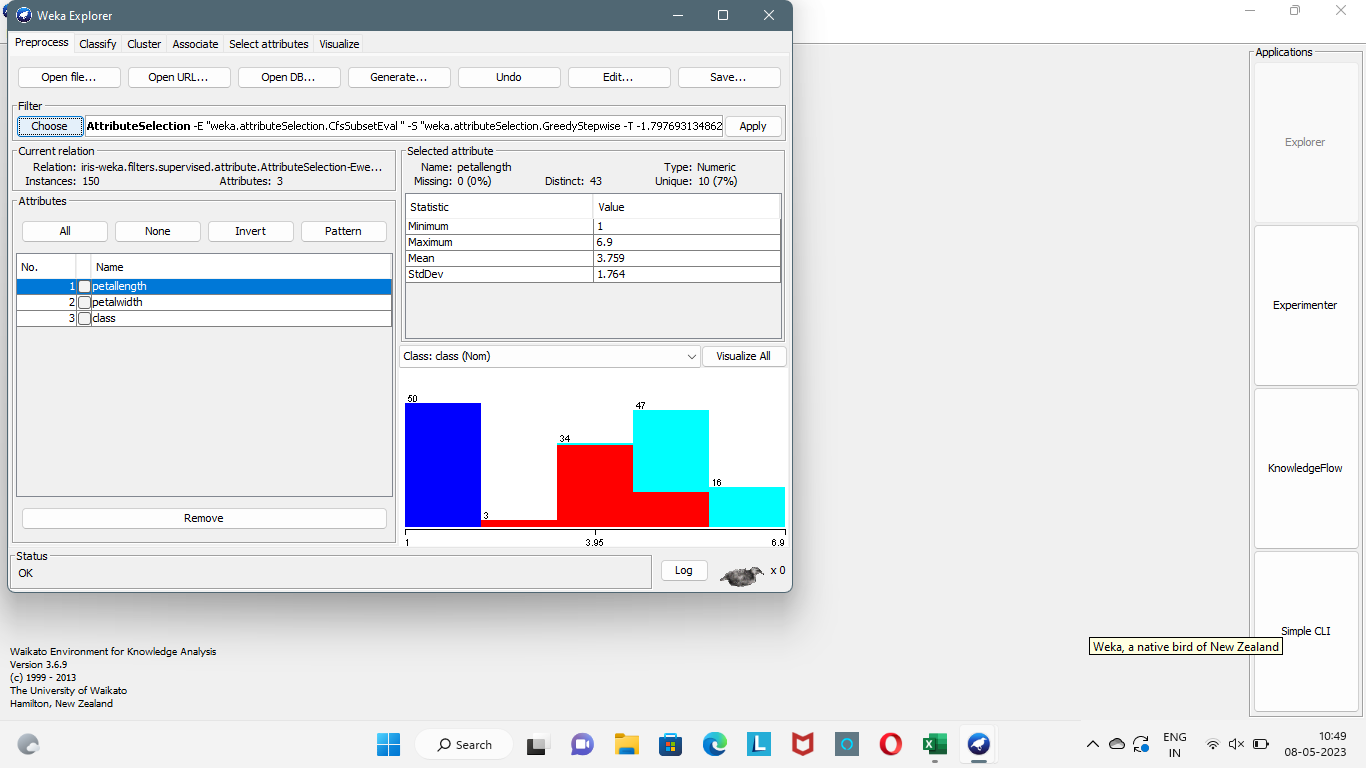 Weka Explorer
Preprocess Classify Cluster Associate Select attributes Visualize
Open file... Open URL... Open DB... Generate... Undo Edit... Save...
Filter
Choose AttributeSelection -E "weka.attributeSelection.CfsSubsetEval " -S "weka.attributeSelection.GreedyStepwise -T -1.797693134862 Apply
Current relation
Relation: iris-weka.filters.supervised.attribute.AttributeSelection-Ewe...
Instances: 150 Attributes: 3
Attributes
All None Invert Pattern
No. Name
1 petallength
2 petalwidth
3 class
Remove
Selected attribute
Name: petallength Type: Numeric
Missing: 0 (0%) Distinct: 43 Unique: 10 (7%)
Statistic Value
Minimum 1
Maximum 6.9
Mean 3.759
StdDev 1.764
Class: class (Nom) Visualize All
50
3
34
47
16
1 3.95 6.9
Status
OK
Log x 0
Applications
Explorer
Experimenter
KnowledgeFlow
Simple CLI
Weka, a native bird of New Zealand
Waikato Environment for Knowledge Analysis
Version 3.6.9
(c) 1999 - 2013
The University of Waikato
Hamilton, New Zealand
Search
L
ENG
IN
10:49
08-05-2023